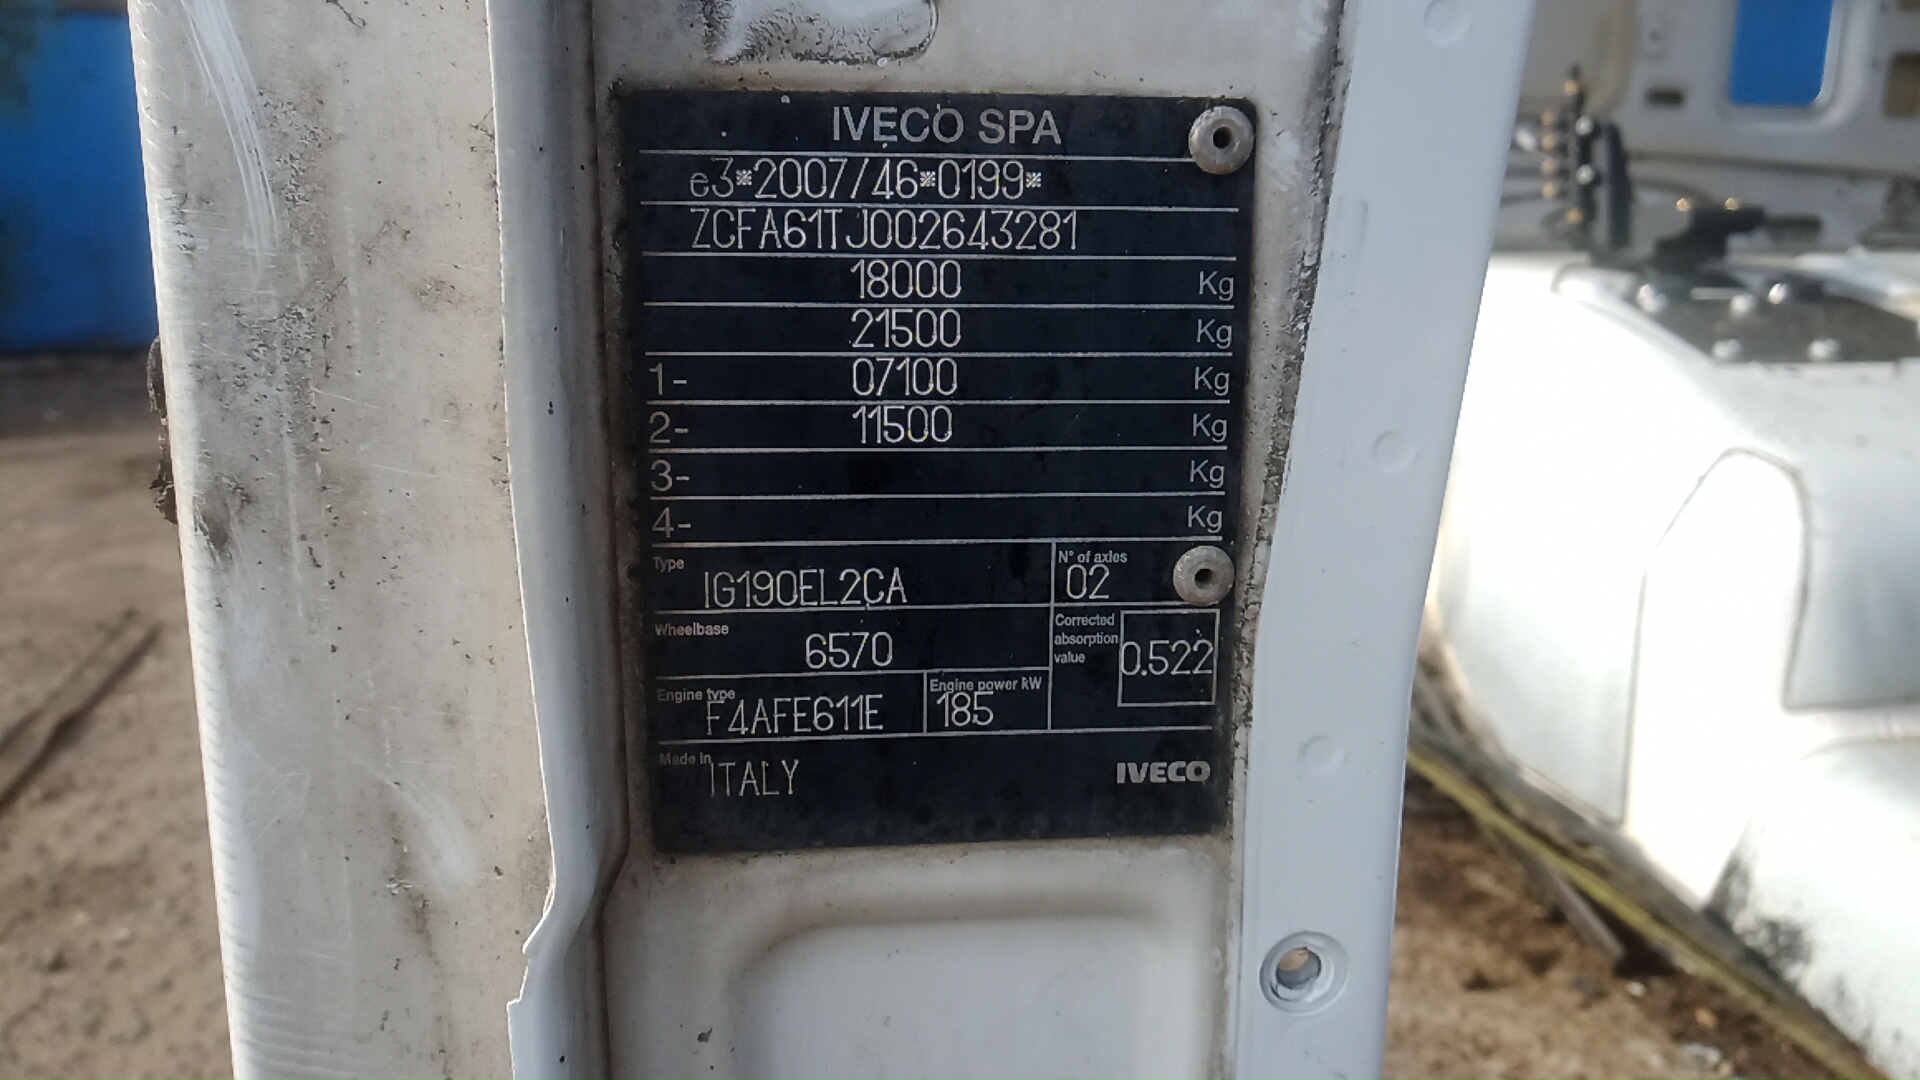 IVECO SPA
e3*2007/46*0199*
ZCFA61TJ002643281
18000 Kg
21500 Kg
1- 07100 Kg
2- 11500 Kg
3- Kg
4- Kg
Type IG190EL2CA
N° of axles 02
Wheelbase 6570
Corrected absorption value 0.522
Engine type F4AFE611E
Engine power kW 185
Made in ITALY
IVECO